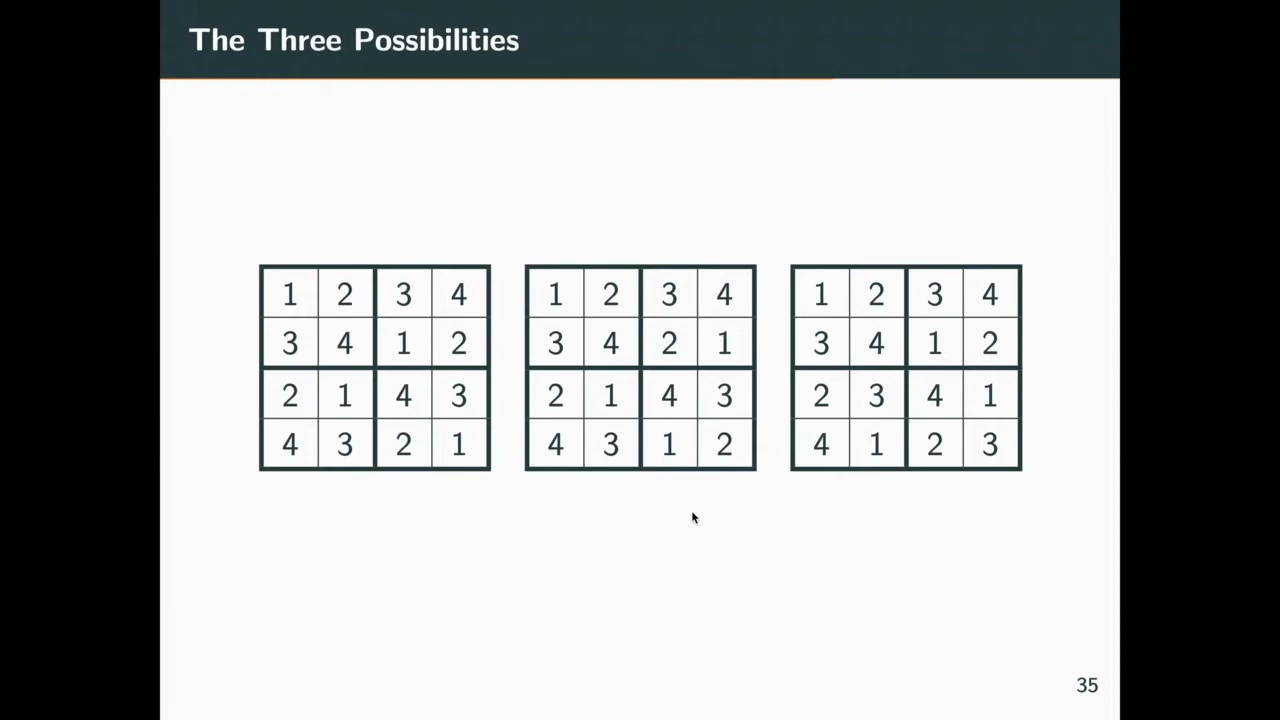 The Three Possibilities
1 2 3 4 1 2 3 4 1 2 3 4
3 4 1 2 3 4 2 1 3 4 1 2
2 1 4 3 2 1 4 3 2 3 4 1
4 3 2 1 4 3 1 2 4 1 2 3
35